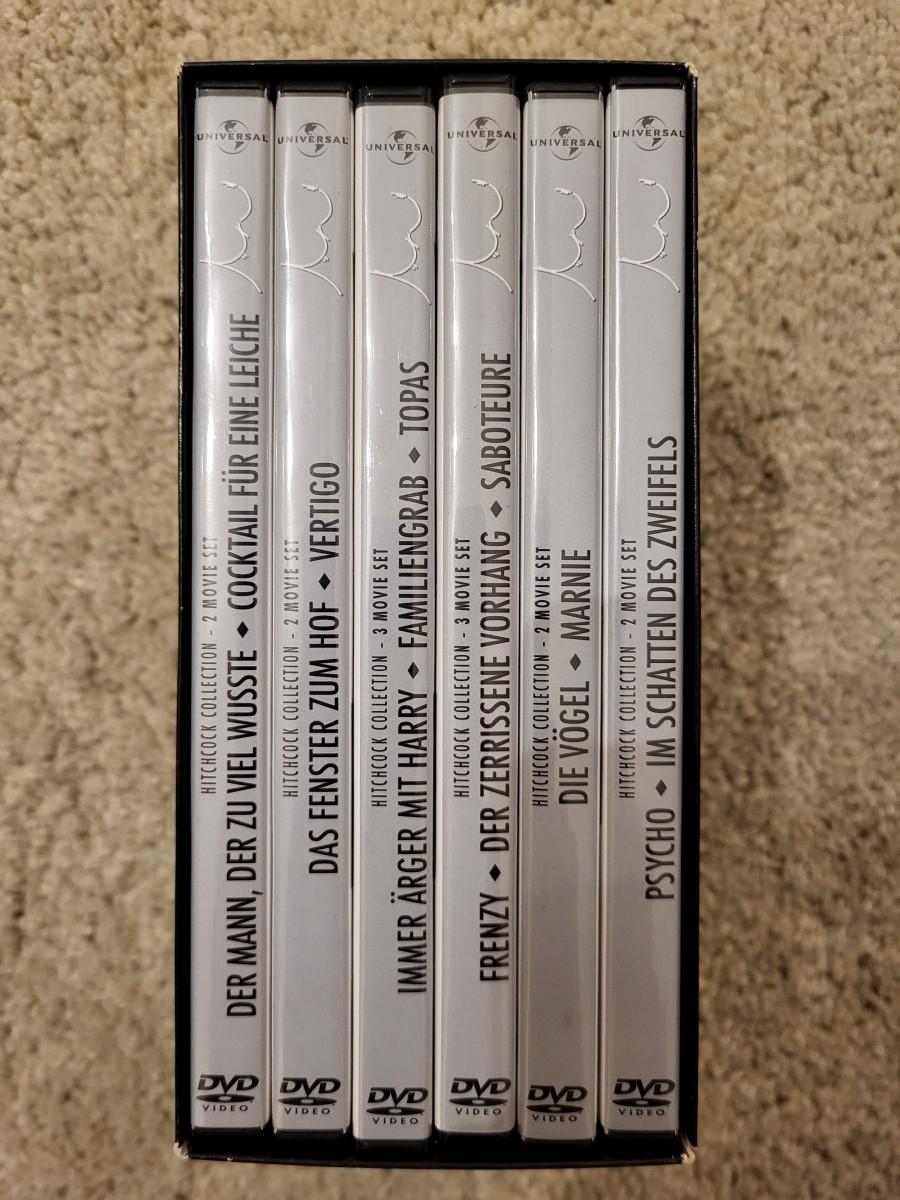 UNIVERSAL
HITCHCOCK COLLECTION - 2 MOVIE SET
DER MANN, DER ZU VIEL WUSSTE ♦ COCKTAIL FÜR EINE LEICHE
DVD
VIDEO
UNIVERSAL
HITCHCOCK COLLECTION - 2 MOVIE SET
DAS FENSTER ZUM HOF ♦ VERTIGO
DVD
VIDEO
UNIVERSAL
HITCHCOCK COLLECTION - 3 MOVIE SET
IMMER ÄRGER MIT HARRY ♦ FAMILIENGRAB ♦ TOPAS
DVD
VIDEO
UNIVERSAL
HITCHCOCK COLLECTION - 3 MOVIE SET
FRENZY ♦ DER ZERRISSENE VORHANG ♦ SABOTEURE
DVD
VIDEO
UNIVERSAL
HITCHCOCK COLLECTION - 2 MOVIE SET
DIE VÖGEL ♦ MARNIE
DVD
VIDEO
UNIVERSAL
HITCHCOCK COLLECTION - 2 MOVIE SET
PSYCHO ♦ IM SCHATTEN DES ZWEIFELS
DVD
VIDEO